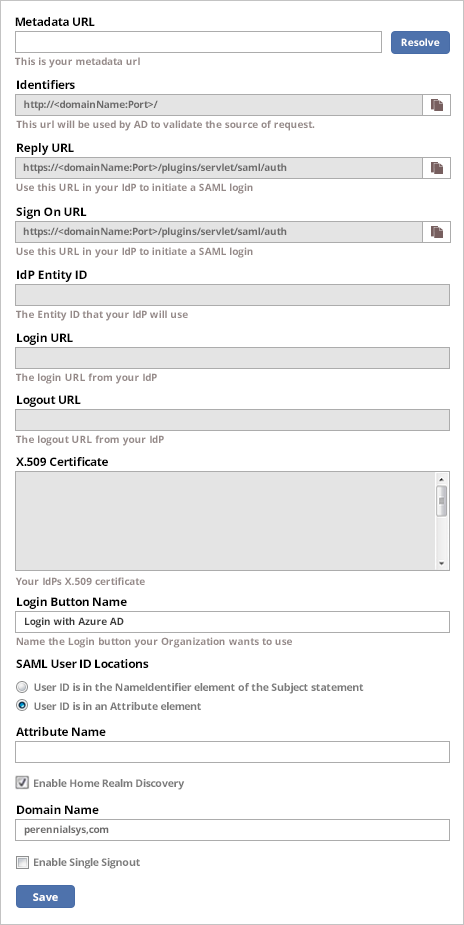 Metadata URL
Resolve
This is your metadata url
Identifiers
http://<domainName:Port>/
This url will be used by AD to validate the source of request.
Reply URL
https://<domainName:Port>/plugins/servlet/saml/auth
Use this URL in your IdP to initiate a SAML login
Sign On URL
https://<domainName:Port>/plugins/servlet/saml/auth
Use this URL in your IdP to initiate a SAML login
IdP Entity ID
The Entity ID that your IdP will use
Login URL
The login URL from your IdP
Logout URL
The logout URL from your IdP
X.509 Certificate
Your IdPs X.509 certificate
Login Button Name
Login with Azure AD
Name the Login button your Organization wants to use
SAML User ID Locations
User ID is in the NameIdentifier element of the Subject statement
User ID is in an Attribute element
Attribute Name
Enable Home Realm Discovery
Domain Name
perennialsys,com
Enable Single Signout
Save